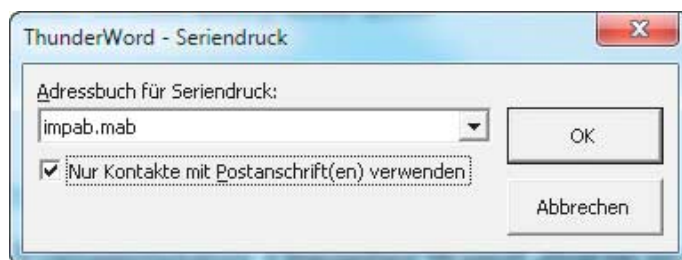 ThunderWord - Seriendruck
Adressbuch für Seriendruck:
impab.mab
OK
Nur Kontakte mit Postanschrift(en) verwenden
Abbrechen